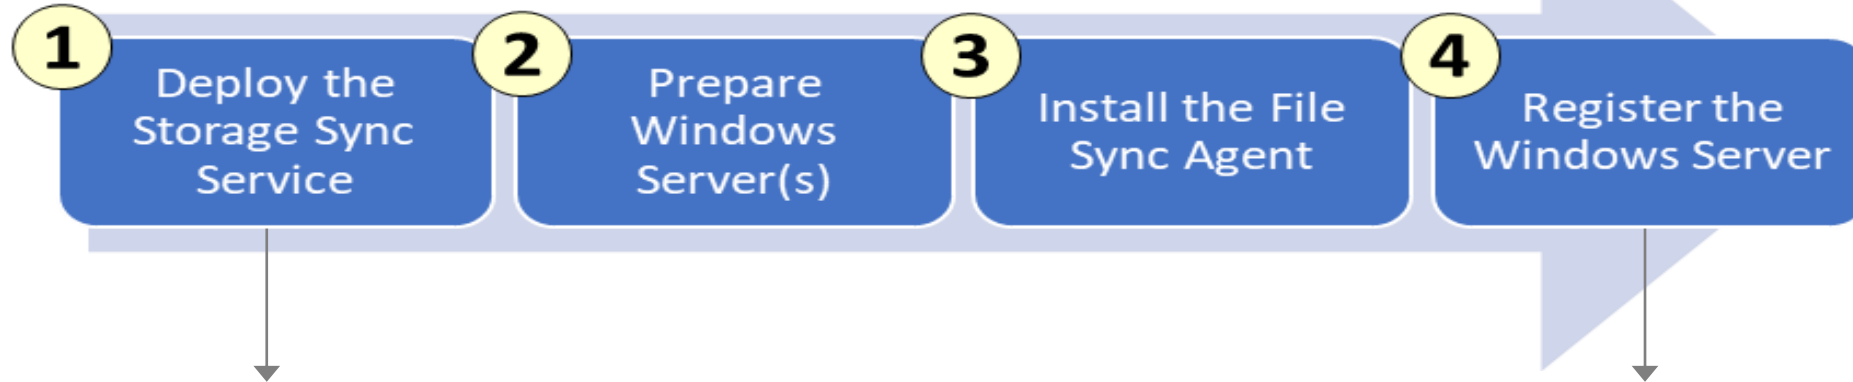 1
Deploy the
Storage Sync
Service
2
Prepare
Windows
Server(s)
3
Install the File
Sync Agent
4
Register the
Windows Server